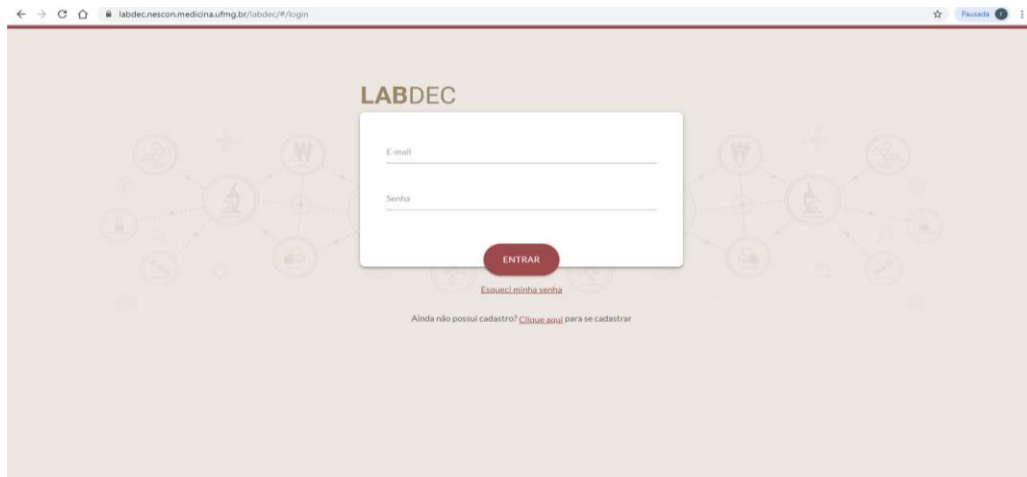 labdec.nescon.medicina.ufmg.br/labdec/#/login
Pausada
LABDEC
E-mail
Senha
ENTRAR
Esqueci minha senha
Ainda não possui cadastro? Clique aqui para se cadastrar